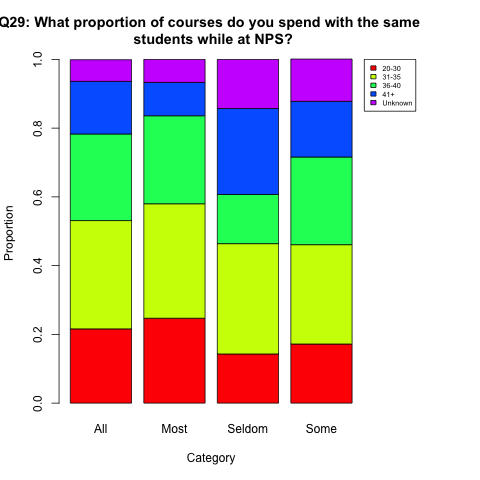 Q29: What proportion of courses do you spend with the same
students while at NPS?
1.0
0.8
0.6
0.4
0.2
0.0
Proportion
20-30
31-35
36-40
41+
Unknown
All Most Seldom Some
Category